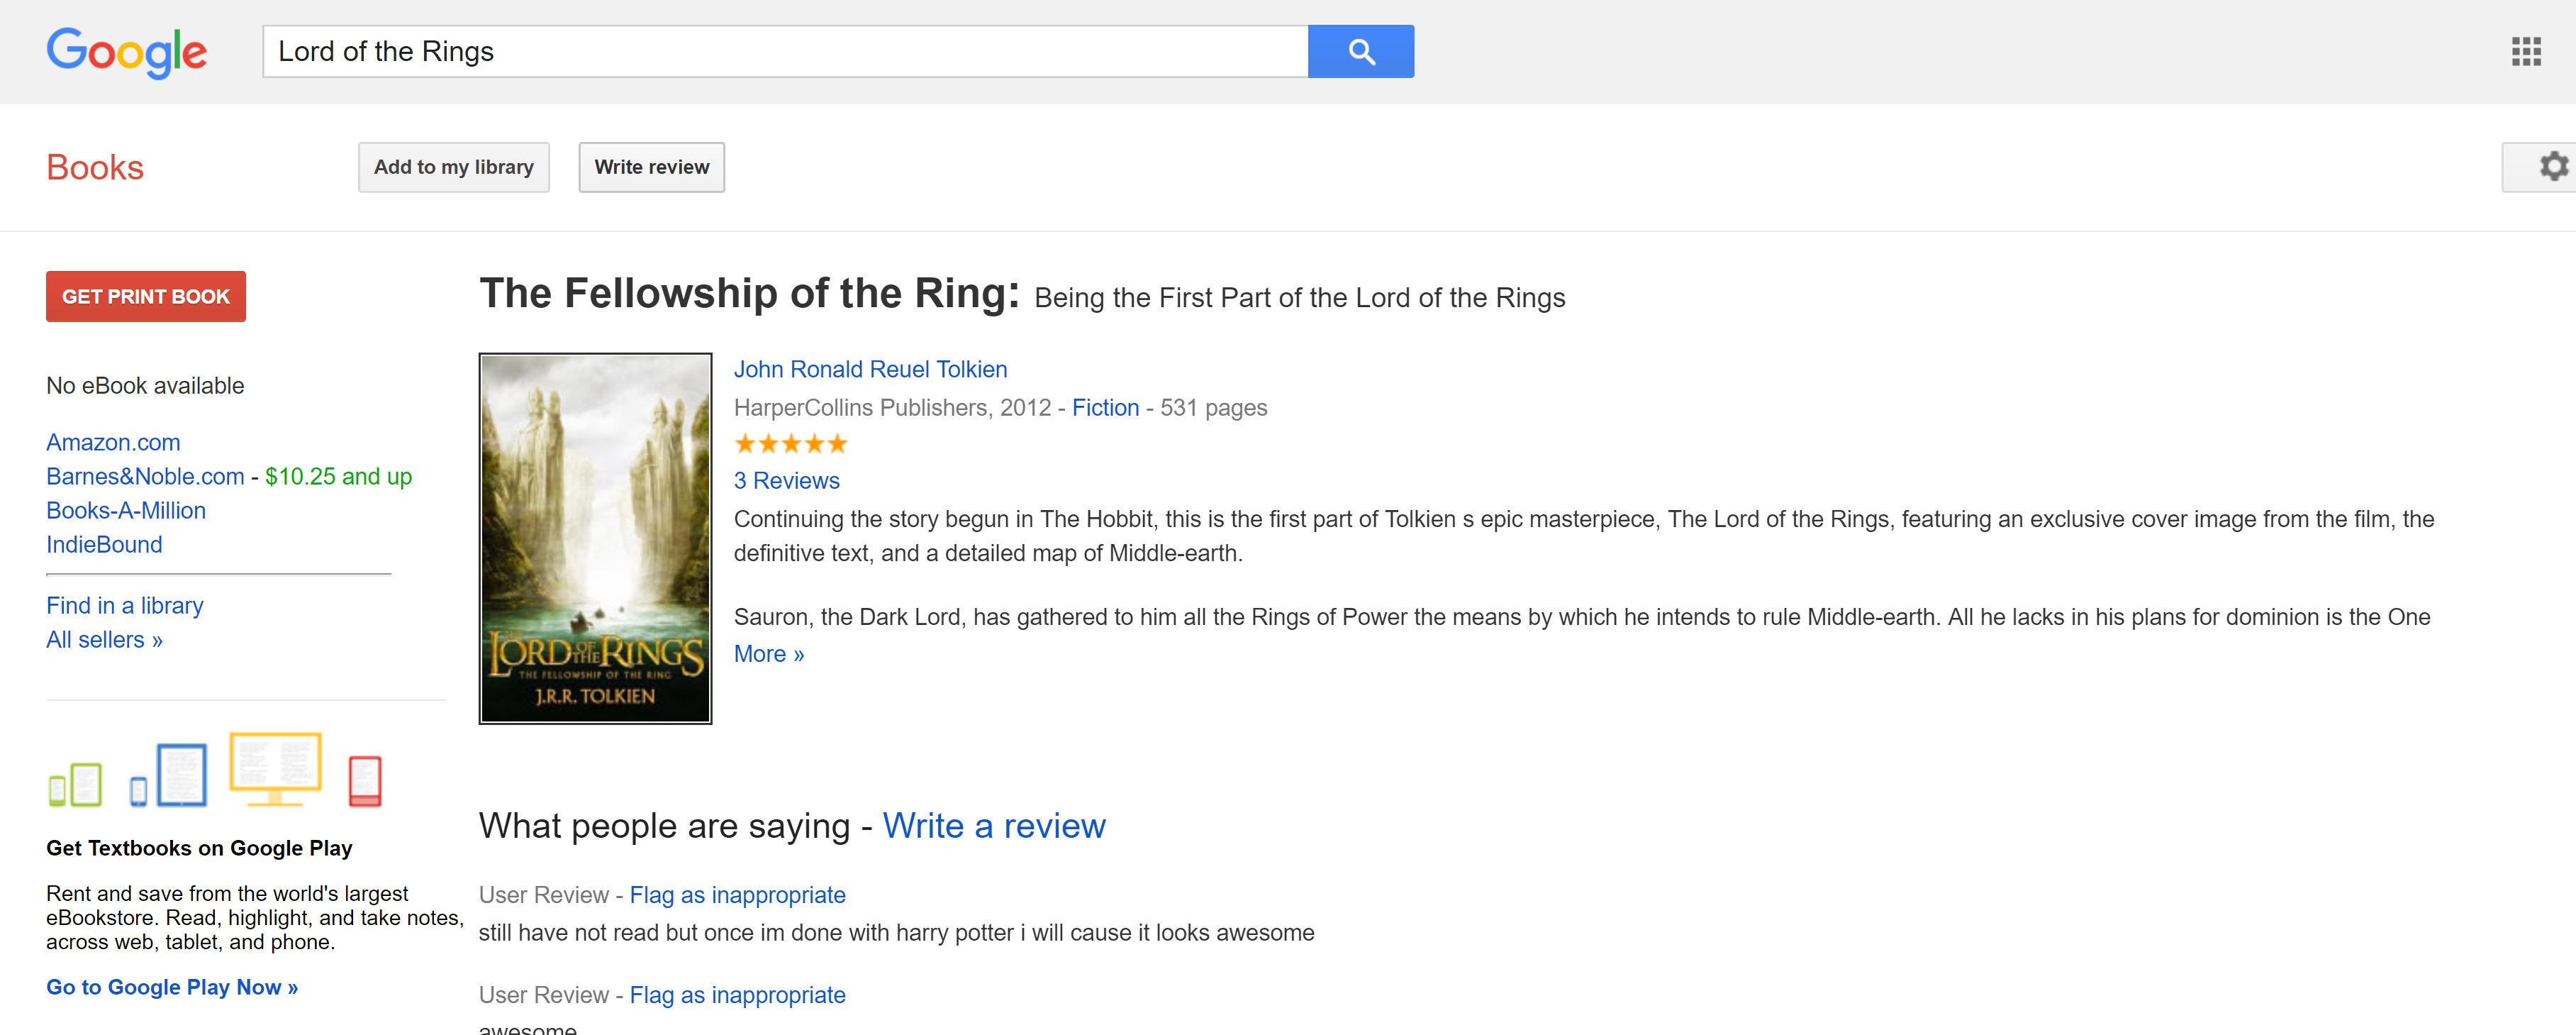 Google
Lord of the Rings
Books
Add to my library
Write review
GET PRINT BOOK
No eBook available
Amazon.com
Barnes&Noble.com - $10.25 and up
Books-A-Million
IndieBound
Find in a library
All sellers »
Get Textbooks on Google Play
Rent and save from the world's largest
eBookstore. Read, highlight, and take notes,
across web, tablet, and phone.
Go to Google Play Now »
The Fellowship of the Ring: Being the First Part of the Lord of the Rings
THE LORD OF THE RINGS
THE FELLOWSHIP OF THE RING
J.R.R. TOLKIEN
John Ronald Reuel Tolkien
HarperCollins Publishers, 2012 - Fiction - 531 pages
3 Reviews
Continuing the story begun in The Hobbit, this is the first part of Tolkien s epic masterpiece, The Lord of the Rings, featuring an exclusive cover image from the film, the
definitive text, and a detailed map of Middle-earth.
Sauron, the Dark Lord, has gathered to him all the Rings of Power the means by which he intends to rule Middle-earth. All he lacks in his plans for dominion is the One
More »
What people are saying - Write a review
User Review - Flag as inappropriate
still have not read but once im done with harry potter i will cause it looks awesome
User Review - Flag as inappropriate
awesome